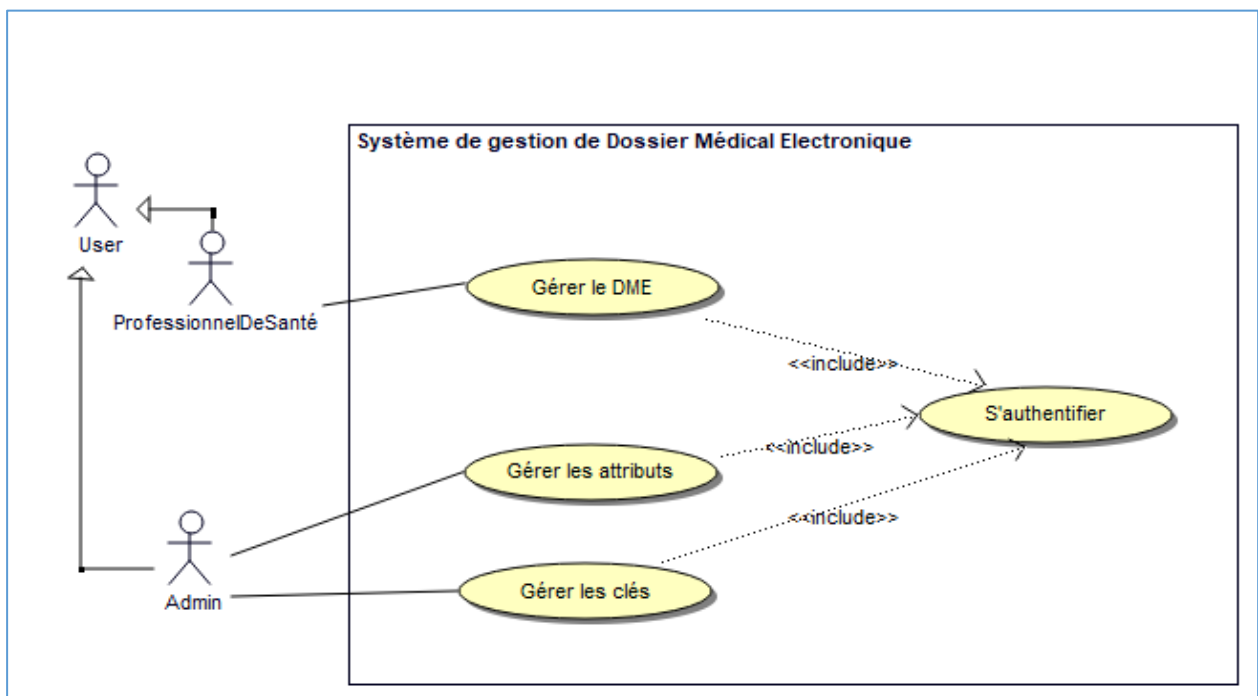 Système de gestion de Dossier Médical Electronique
User
ProfessionnelDeSanté
Gérer le DME
<<include>>
S'authentifier
<<include>>
Gérer les attributs
<<include>>
Gérer les clés
Admin